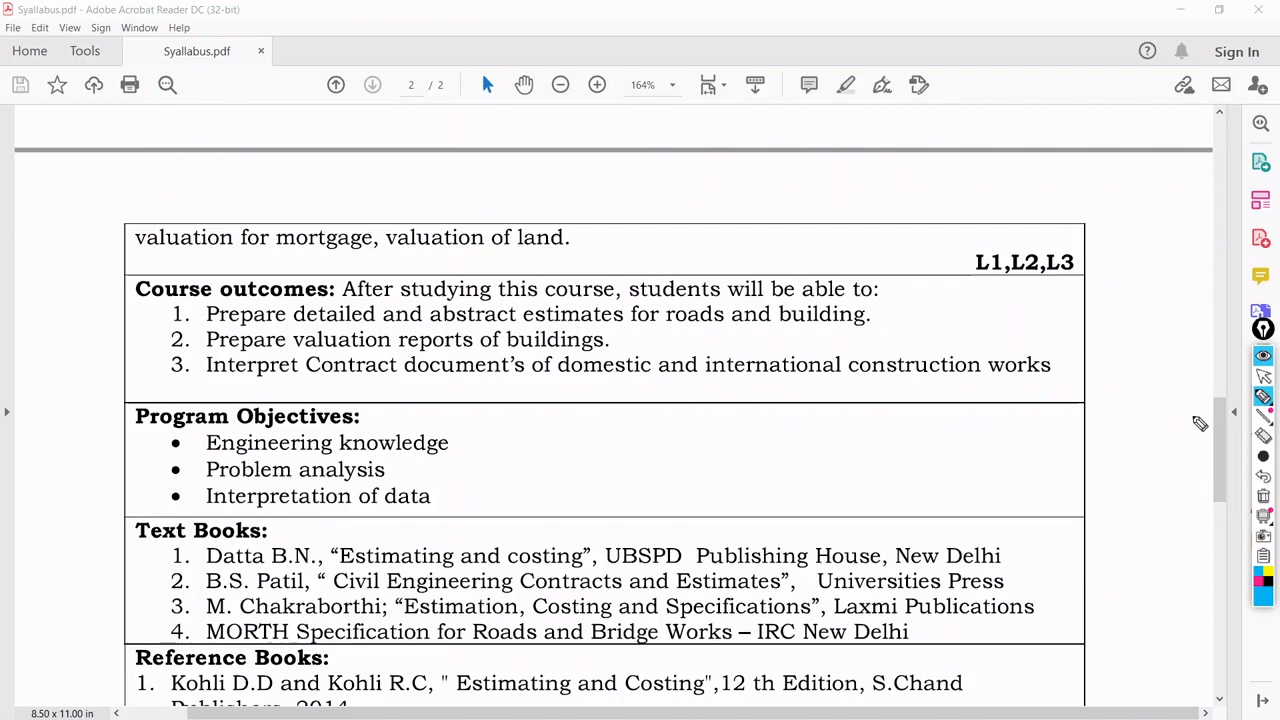 Syallabus.pdf - Adobe Acrobat Reader DC (32-bit)
File Edit View Sign Window Help
Home Tools Syallabus.pdf × Sign In
2 / 2 164%
valuation for mortgage, valuation of land.
L1,L2,L3
Course outcomes: After studying this course, students will be able to:
1. Prepare detailed and abstract estimates for roads and building.
2. Prepare valuation reports of buildings.
3. Interpret Contract document’s of domestic and international construction works
Program Objectives:
• Engineering knowledge
• Problem analysis
• Interpretation of data
Text Books:
1. Datta B.N., “Estimating and costing”, UBSPD Publishing House, New Delhi
2. B.S. Patil, “ Civil Engineering Contracts and Estimates”, Universities Press
3. M. Chakraborthi; “Estimation, Costing and Specifications”, Laxmi Publications
4. MORTH Specification for Roads and Bridge Works – IRC New Delhi
Reference Books:
1. Kohli D.D and Kohli R.C, " Estimating and Costing",12 th Edition, S.Chand
Publishers, 2014
8.50 x 11.00 in